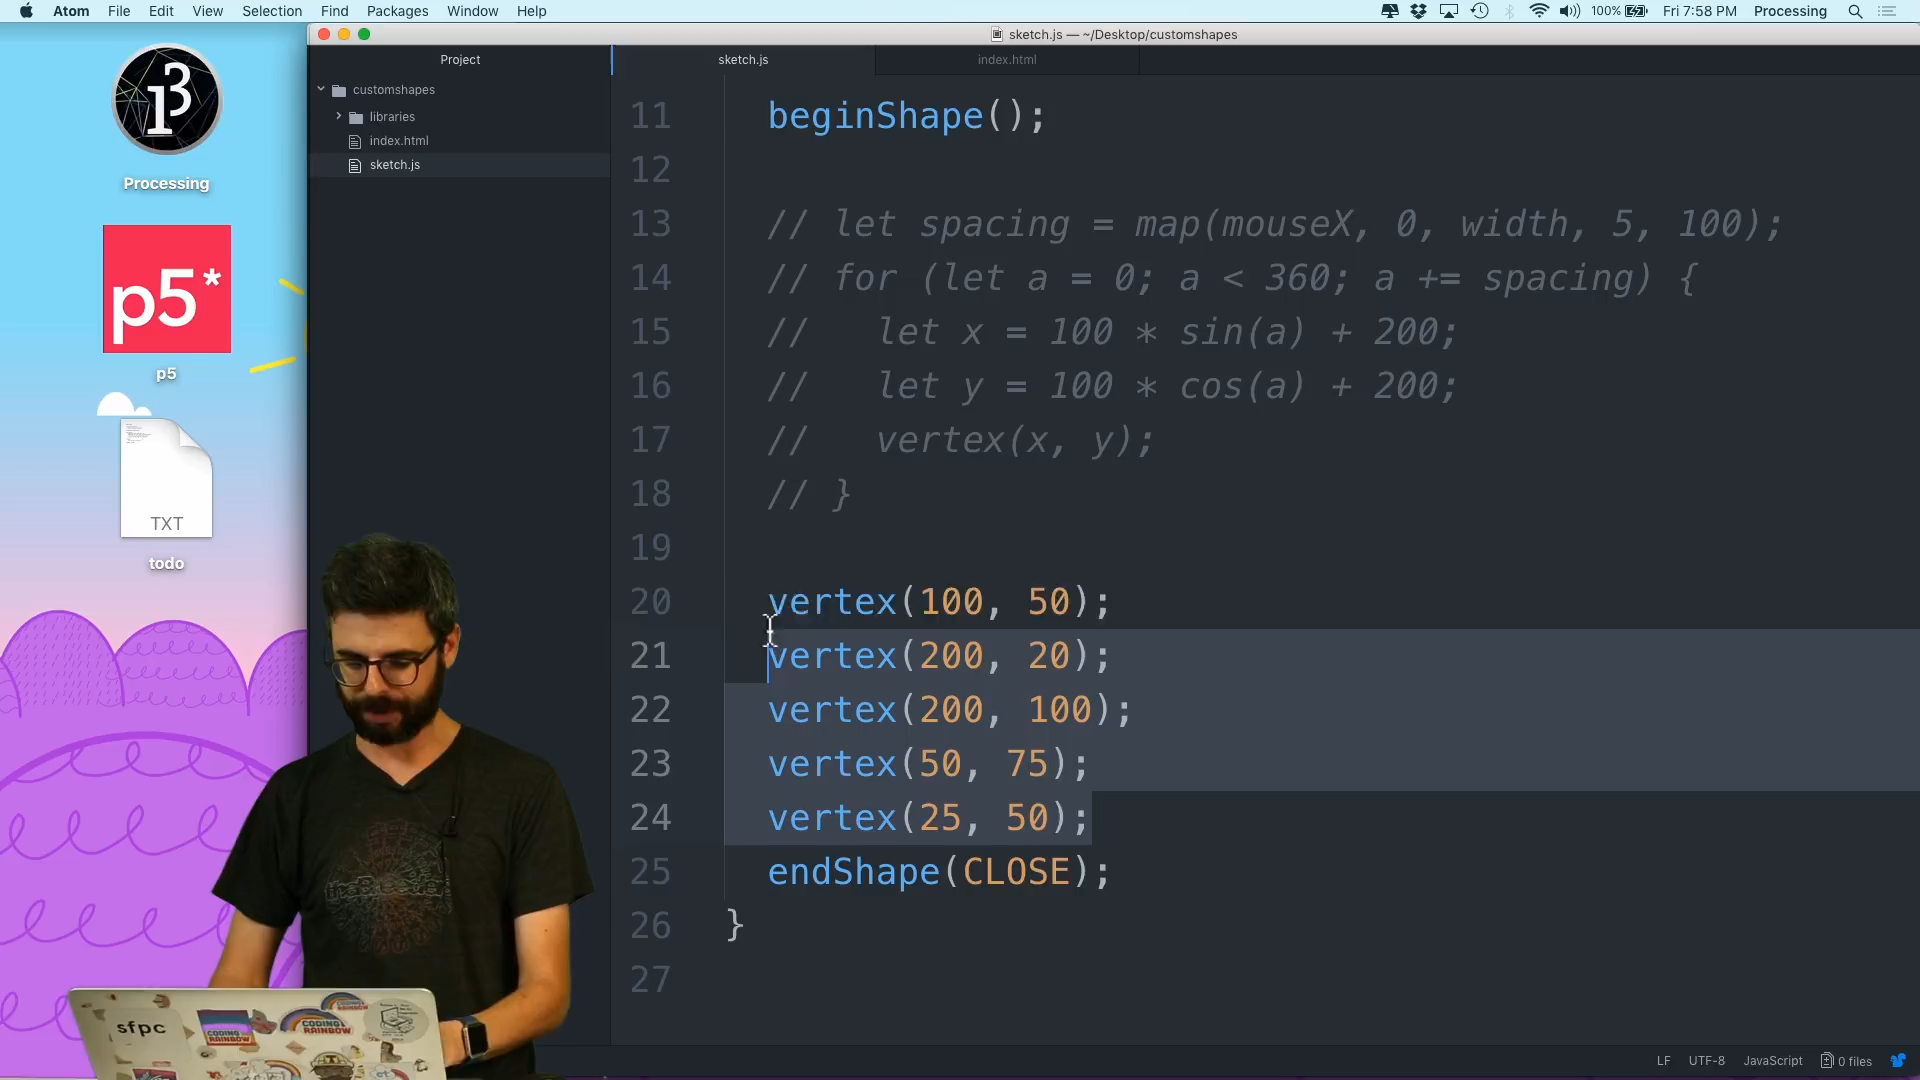 Atom File Edit View Selection Find Packages Window Help
100% Fri 7:58 PM Processing
sketch.js — ~/Desktop/customshapes
Project
sketch.js
index.html
customshapes
libraries
index.html
sketch.js
Processing
p5*
p5
TXT
todo
11 beginShape();
12
13 // let spacing = map(mouseX, 0, width, 5, 100);
14 // for (let a = 0; a < 360; a += spacing) {
15 // let x = 100 * sin(a) + 200;
16 // let y = 100 * cos(a) + 200;
17 // vertex(x, y);
18 // }
19
20 vertex(100, 50);
21 vertex(200, 20);
22 vertex(200, 100);
23 vertex(50, 75);
24 vertex(25, 50);
25 endShape(CLOSE);
26 }
27
sfpc
CODING
RAINBOW
CODING
RAINBOW
LF UTF-8 JavaScript 0 files